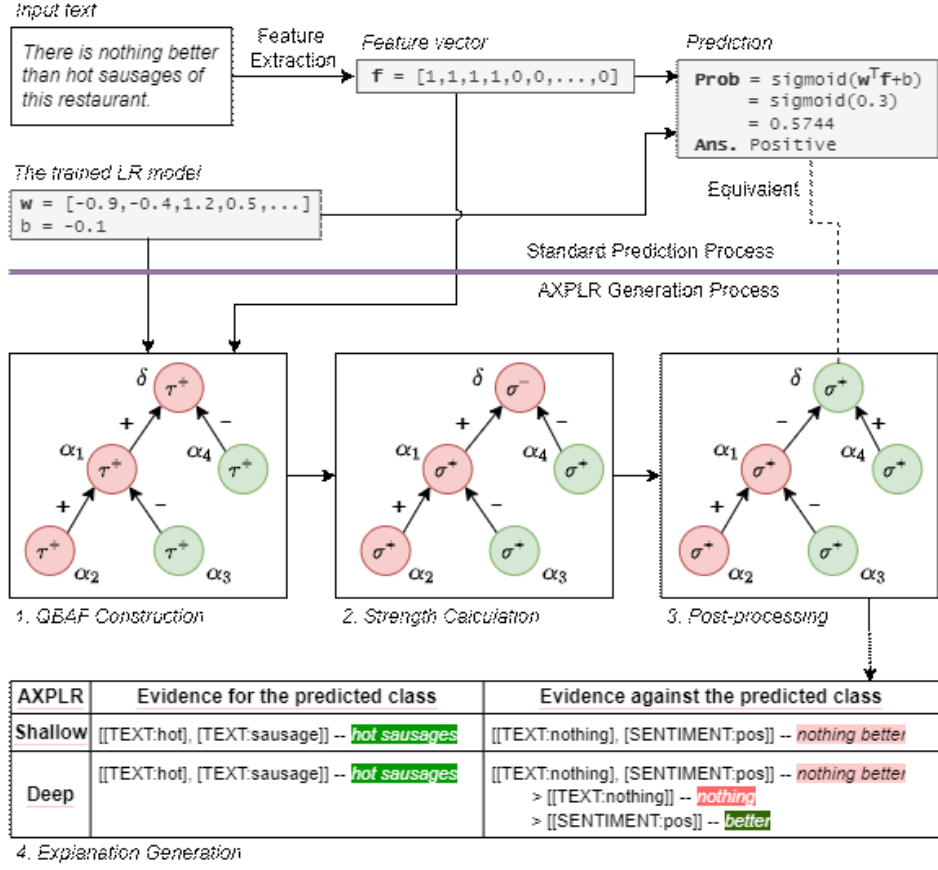 Input text
There is nothing better
than hot sausages of
this restaurant.
Feature
Extraction
Feature vector
f = [1,1,1,1,0,0,...,0]
Prediction
Prob = sigmoid(wᵀf+b)
= sigmoid(0.3)
= 0.5744
Ans. Positive
The trained LR model
w = [-0.9,-0.4,1.2,0.5,...]
b = -0.1
Equivalent
Standard Prediction Process
AXPLR Generation Process
δ
τ⁺
+
−
α₁
τ⁺
α₄
τ⁺
+
−
τ⁺
α₂
τ⁺
α₃
1. QBAF Construction
δ
σ⁻
+
−
α₁
σ⁺
α₄
σ⁺
+
−
σ⁺
α₂
σ⁺
α₃
2. Strength Calculation
δ
σ⁺
−
+
α₁
σ⁺
α₄
σ⁺
+
−
σ⁺
α₂
σ⁺
α₃
3. Post-processing
AXPLR Evidence for the predicted class Evidence against the predicted class
Shallow [[TEXT:hot], [TEXT:sausage]] -- hot sausages [[TEXT:nothing], [SENTIMENT:pos]] -- nothing better
Deep [[TEXT:hot], [TEXT:sausage]] -- hot sausages [[TEXT:nothing], [SENTIMENT:pos]] -- nothing better
> [[TEXT:nothing]] -- nothing
> [[SENTIMENT:pos]] -- better
4. Explanation Generation